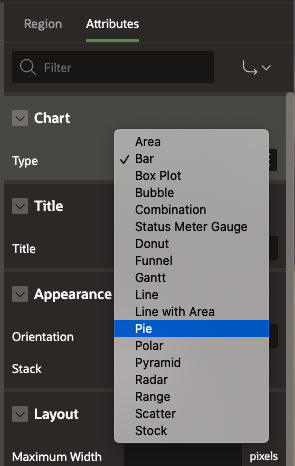 Region Attributes
Filter
Chart
Type
Area
✓ Bar
Box Plot
Bubble
Combination
Status Meter Gauge
Donut
Funnel
Gantt
Line
Line with Area
Pie
Polar
Pyramid
Radar
Range
Scatter
Stock
Title
Title
Appearance
Orientation
Stack
Layout
Maximum Width pixels